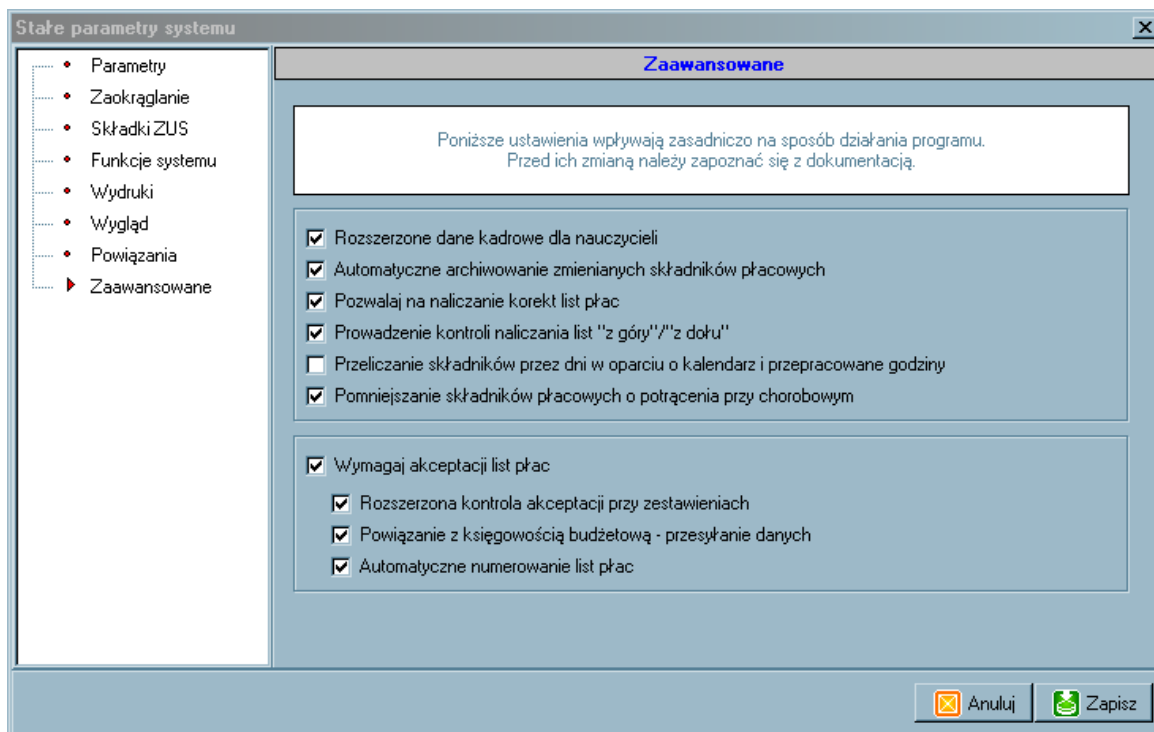 Stałe parametry systemu
Parametry
Zaokrąglanie
Składki ZUS
Funkcje systemu
Wydruki
Wygląd
Powiązania
Zaawansowane
Zaawansowane
Poniższe ustawienia wpływają zasadniczo na sposób działania programu.
Przed ich zmianą należy zapoznać się z dokumentacją.
Rozszerzone dane kadrowe dla nauczycieli
Automatyczne archiwowanie zmienianych składników płacowych
Pozwalaj na naliczanie korekt list płac
Prowadzenie kontroli naliczania list "z góry"/"z dołu"
Przeliczanie składników przez dni w oparciu o kalendarz i przepracowane godziny
Pomniejszanie składników płacowych o potrącenia przy chorobowym
Wymagaj akceptacji list płac
Rozszerzona kontrola akceptacji przy zestawieniach
Powiązanie z księgowością budżetową - przesyłanie danych
Automatyczne numerowanie list płac
Anuluj
Zapisz